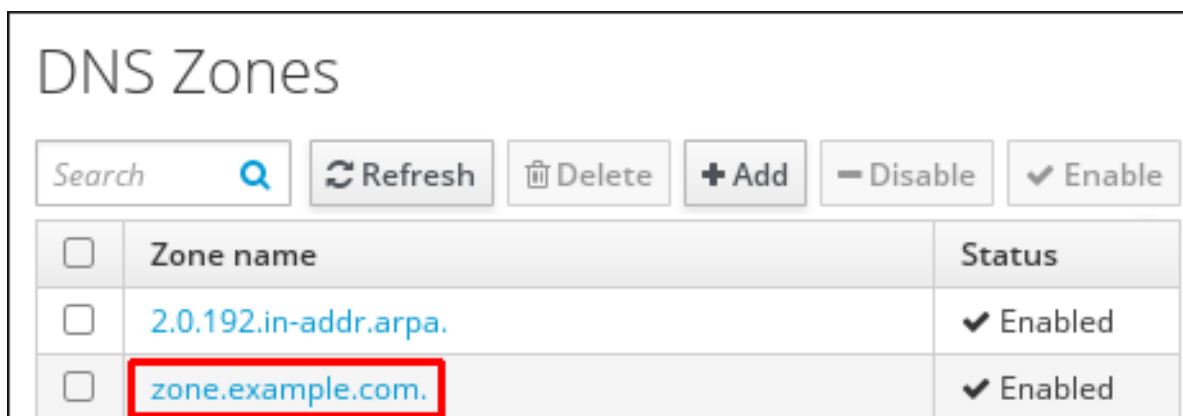 DNS Zones
Search Refresh Delete Add Disable Enable
Zone name Status
2.0.192.in-addr.arpa. Enabled
zone.example.com. Enabled